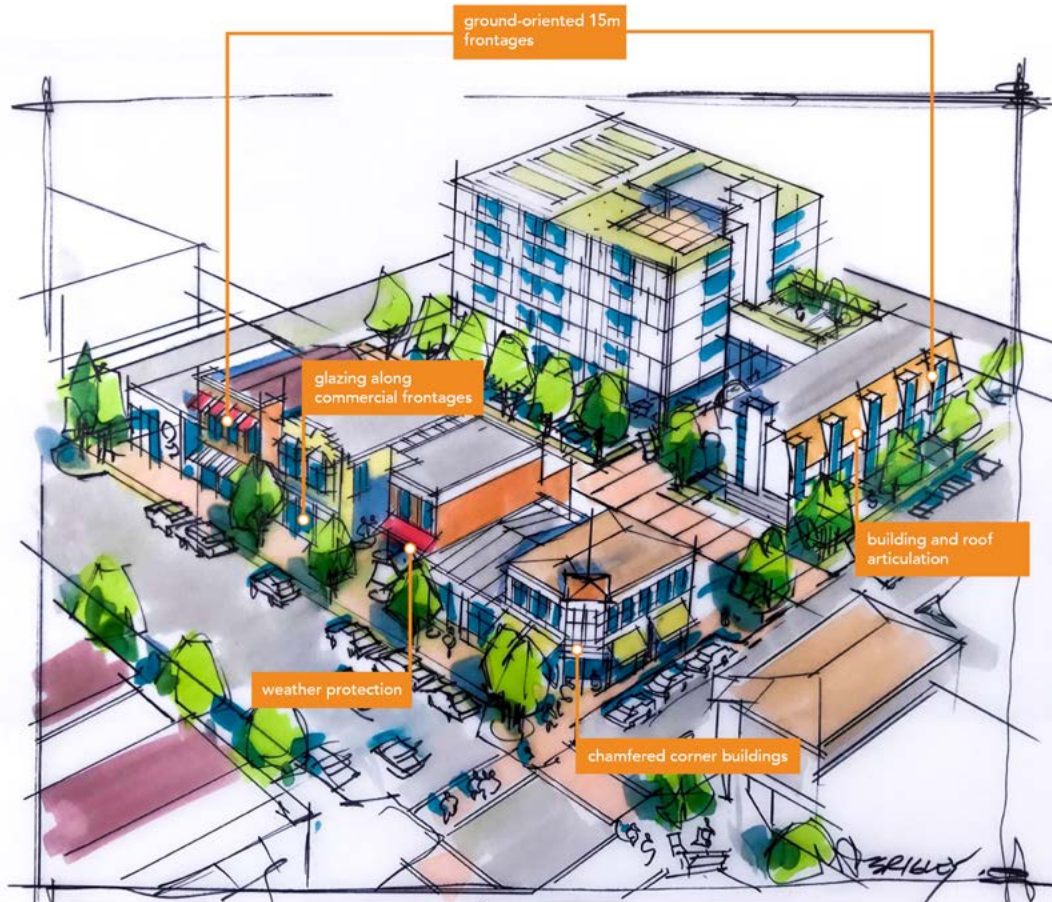 ground-oriented 15m
frontages
glazing along
commercial frontages
building and roof
articulation
weather protection
chamfered corner buildings